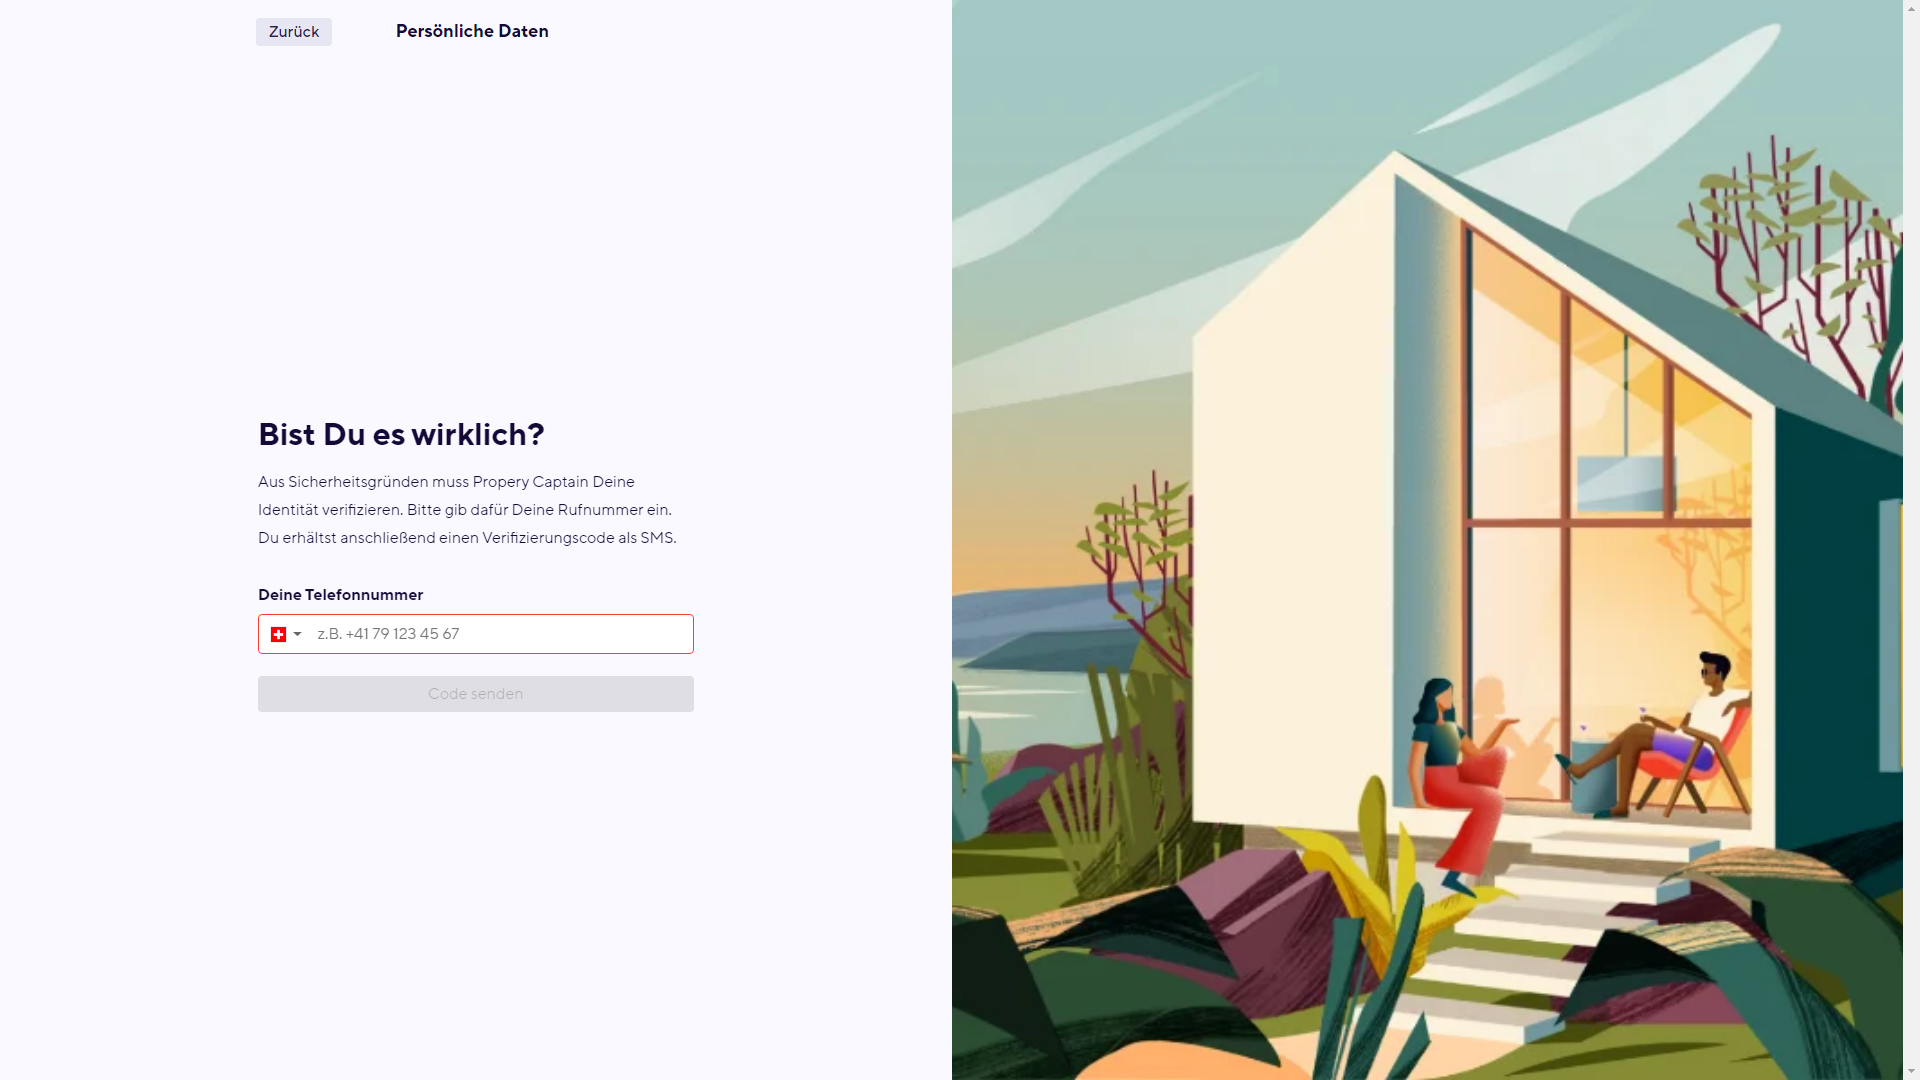 Zurück
Persönliche Daten
Bist Du es wirklich?
Aus Sicherheitsgründen muss Propery Captain Deine
Identität verifizieren. Bitte gib dafür Deine Rufnummer ein.
Du erhältst anschließend einen Verifizierungscode als SMS.
Deine Telefonnummer
z.B. +41 79 123 45 67
Code senden